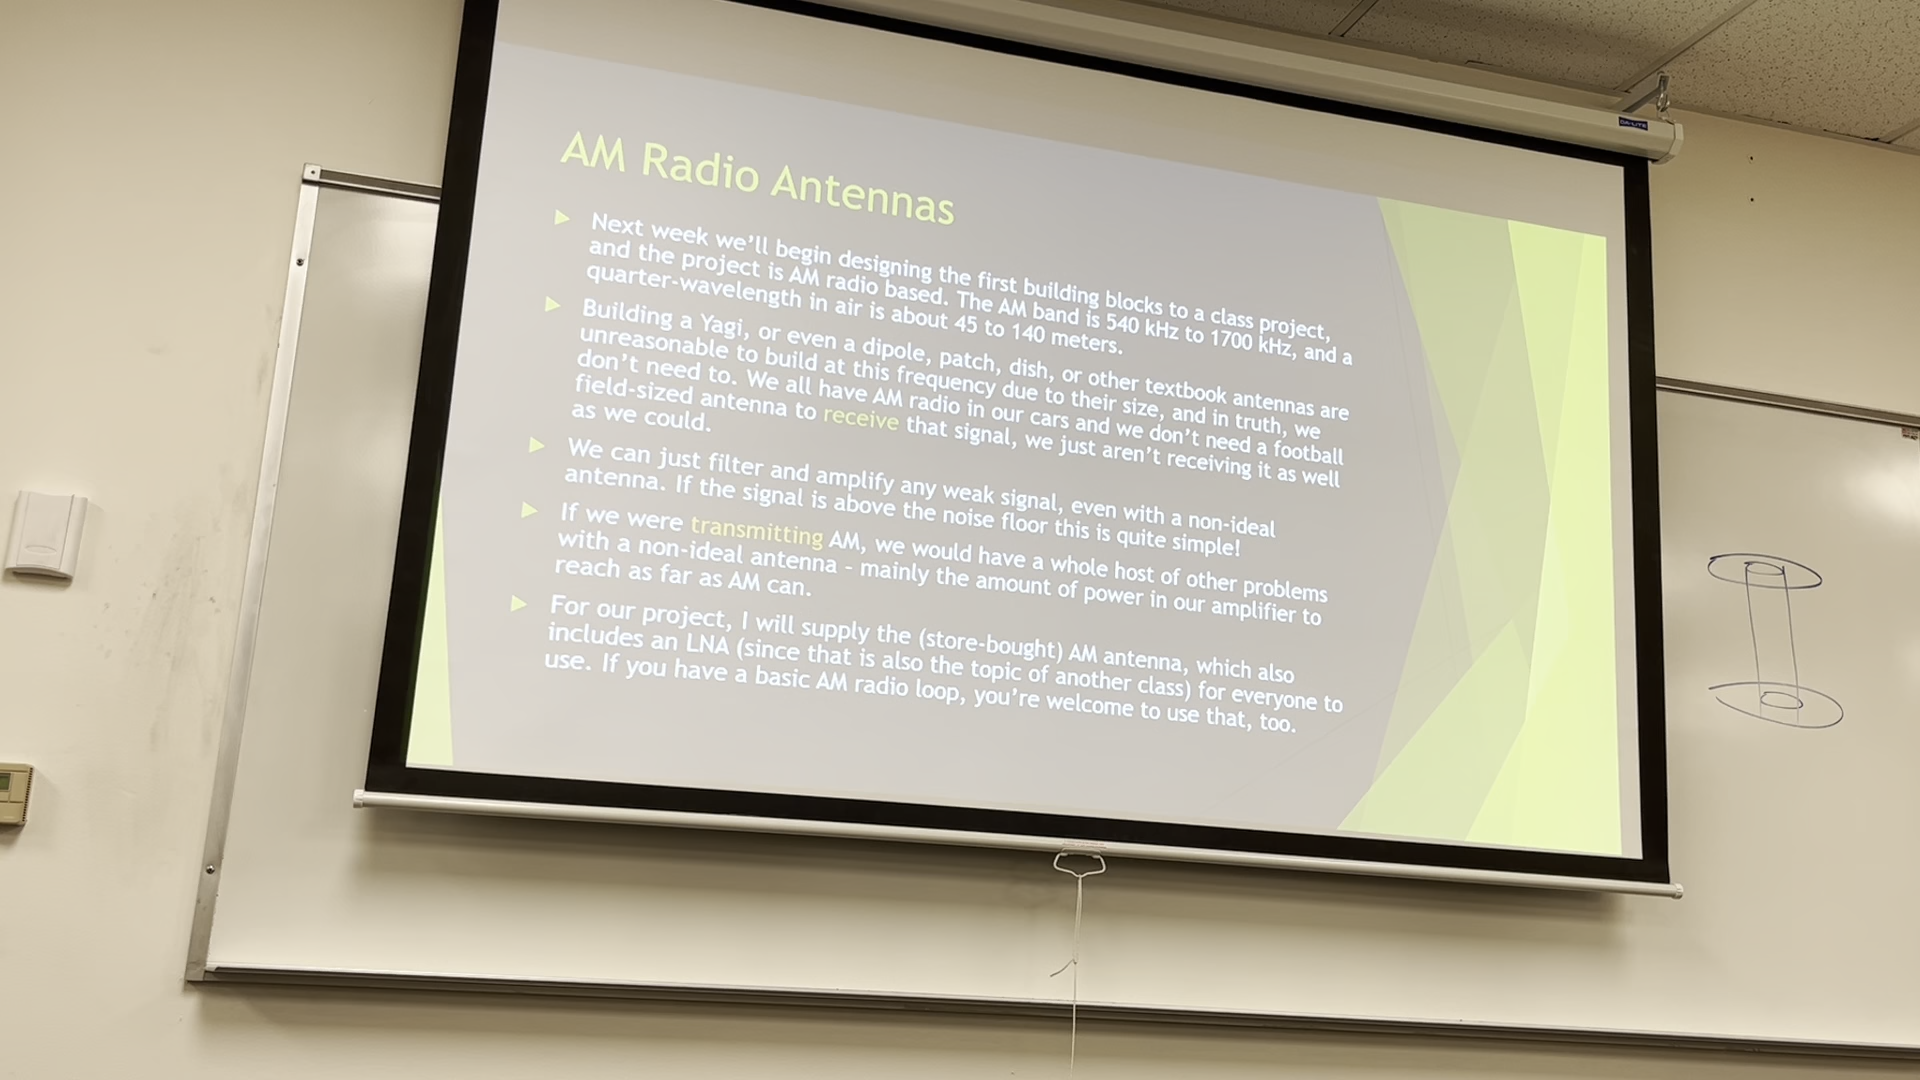 AM Radio Antennas
Next week we'll begin designing the first building blocks to a class project,
and the project is AM radio based. The AM band is 540 kHz to 1700 kHz, and a
quarter-wavelength in air is about 45 to 140 meters.
Building a Yagi, or even a dipole, patch, dish, or other textbook antennas are
unreasonable to build at this frequency due to their size, and in truth, we
don't need to. We all have AM radio in our cars and we don't need a football
field-sized antenna to receive that signal, we just aren't receiving it as well
as we could.
We can just filter and amplify any weak signal, even with a non-ideal
antenna. If the signal is above the noise floor this is quite simple!
If we were transmitting AM, we would have a whole host of other problems
with a non-ideal antenna - mainly the amount of power in our amplifier to
reach as far as AM can.
For our project, I will supply the (store-bought) AM antenna, which also
includes an LNA (since that is also the topic of another class) for everyone to
use. If you have a basic AM radio loop, you're welcome to use that, too.
DA-LITE